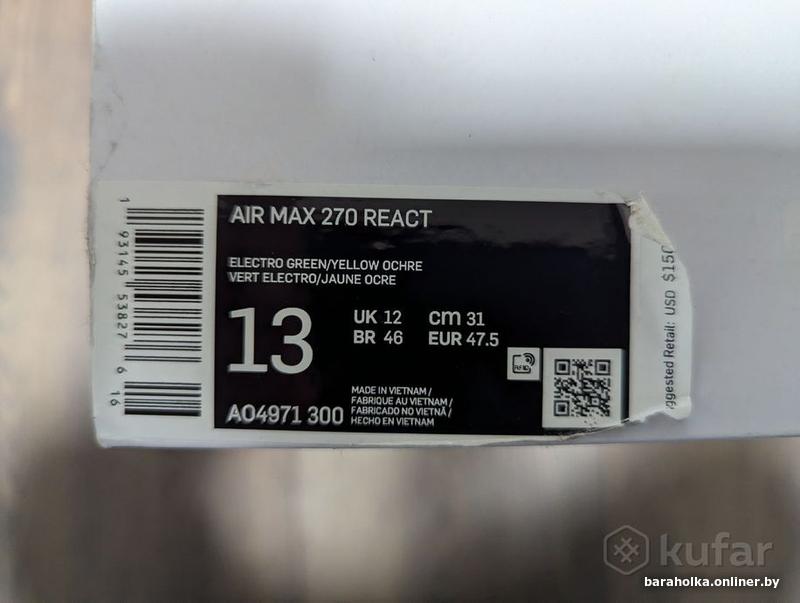 AIR MAX 270 REACT
ELECTRO GREEN/YELLOW OCHRE
VERT ELECTRO/JAUNE OCRE
13
UK 12
BR 46
cm 31
EUR 47.5
RFID
AO4971 300
MADE IN VIETNAM /
FABRIQUE AU VIETNAM /
FABRICADO NO VIETNÃ /
HECHO EN VIETNAM
1 93145 53827 6
16
ggested Retail: USD $150
kufar
baraholka.onliner.by